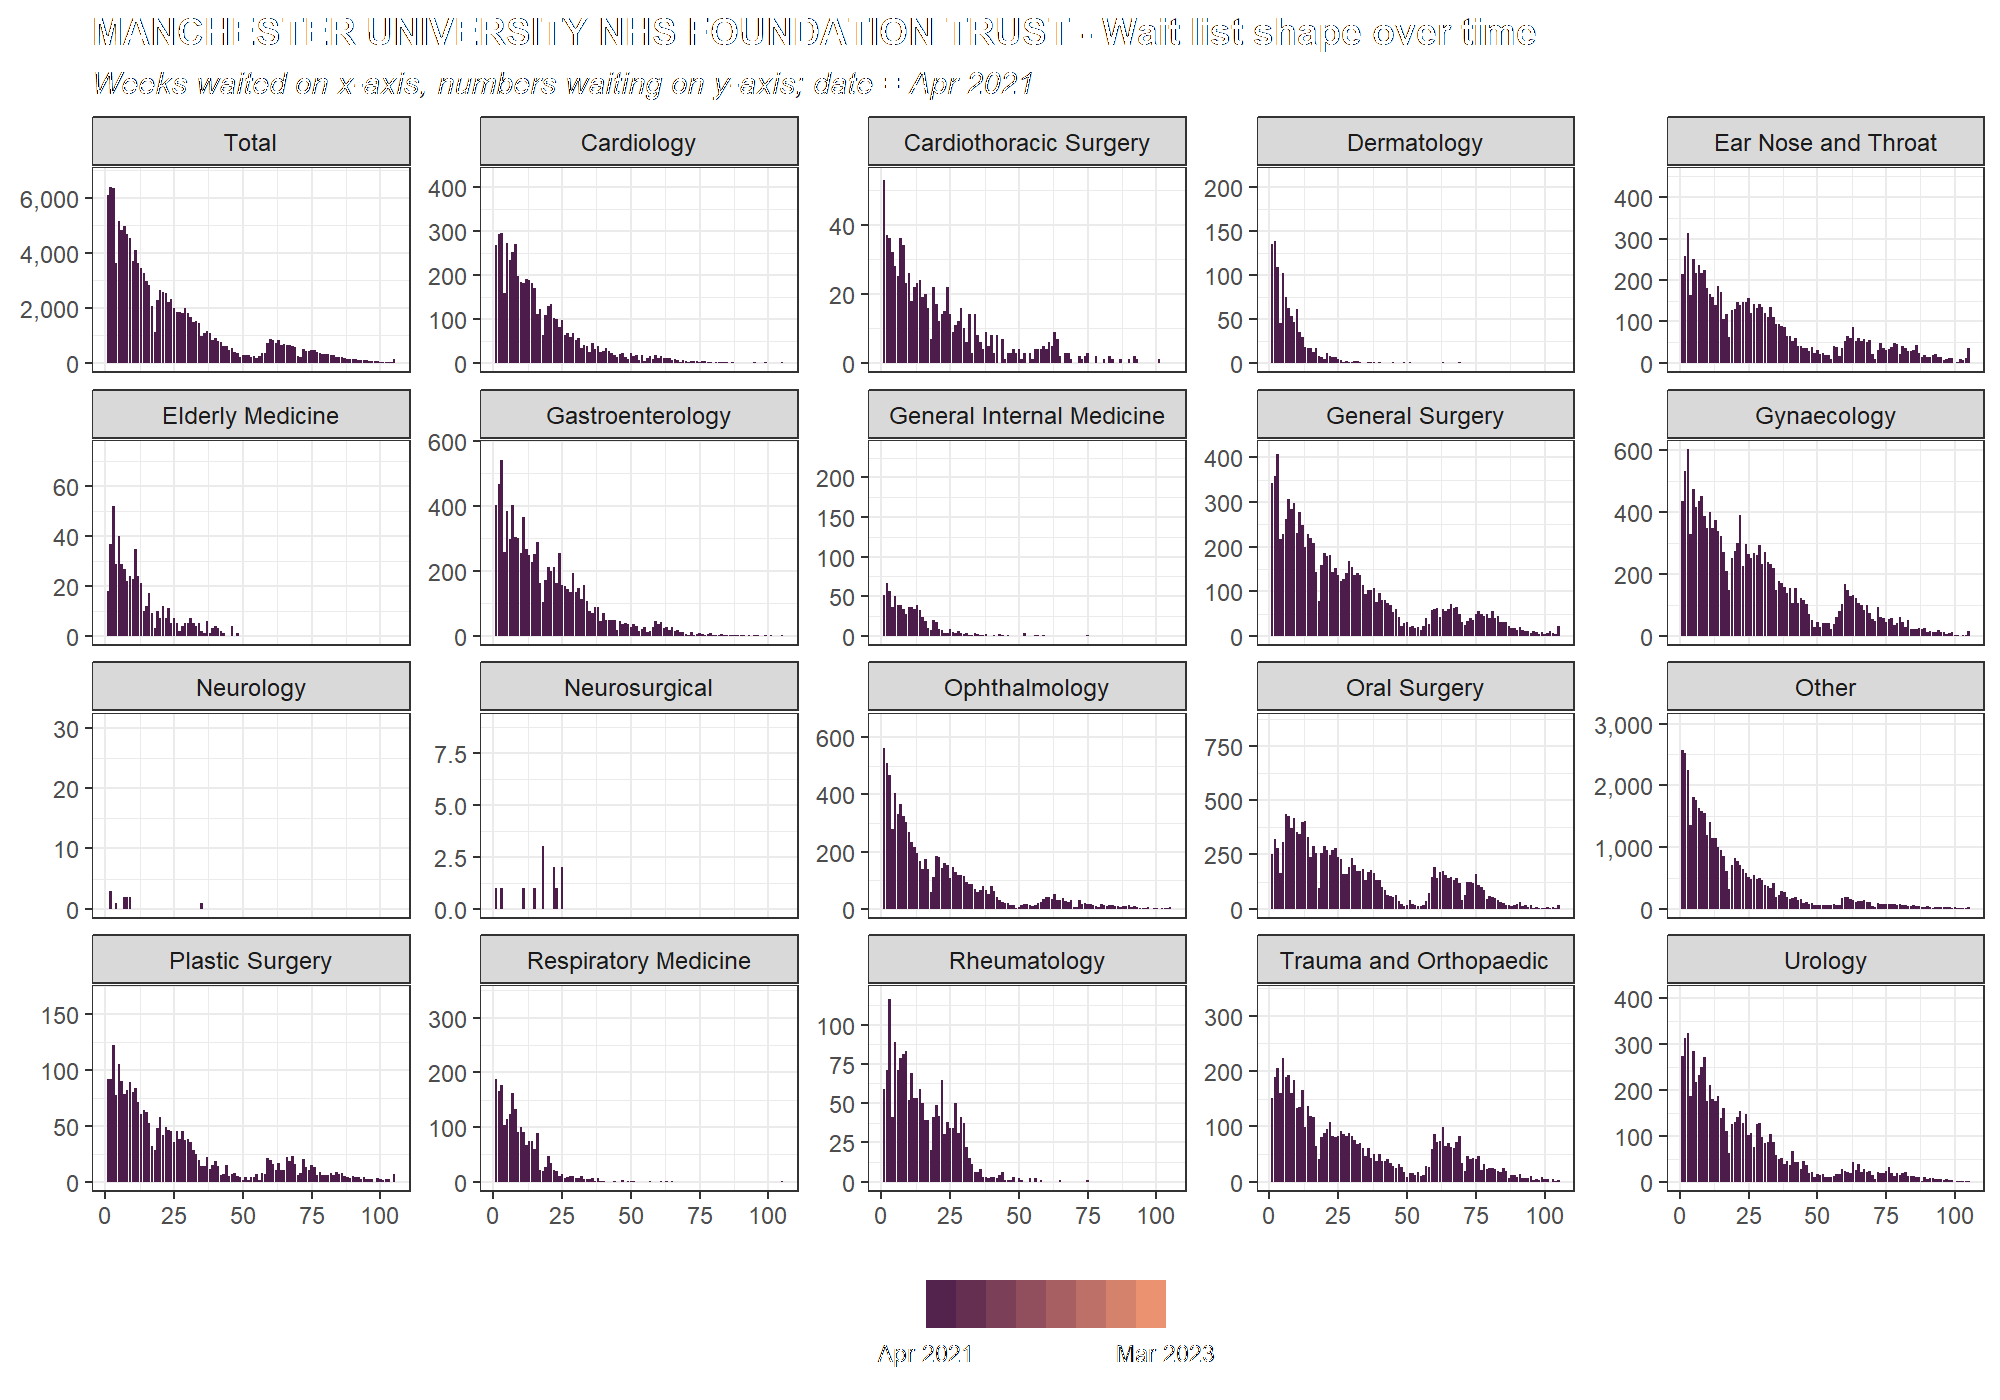 MANCHESTER UNIVERSITY NHS FOUNDATION TRUST - Wait list shape over time
Weeks waited on x-axis, numbers waiting on y-axis; date = Apr 2021
Total
Cardiology
Cardiothoracic Surgery
Dermatology
Ear Nose and Throat
6,000
4,000
2,000
0
400
300
200
100
0
40
20
0
200
150
100
50
0
400
300
200
100
0
Elderly Medicine
Gastroenterology
General Internal Medicine
General Surgery
Gynaecology
60
40
20
0
600
400
200
0
200
150
100
50
0
400
300
200
100
0
600
400
200
0
Neurology
Neurosurgical
Ophthalmology
Oral Surgery
Other
30
20
10
0
7.5
5.0
2.5
0.0
600
400
200
0
750
500
250
0
3,000
2,000
1,000
0
Plastic Surgery
Respiratory Medicine
Rheumatology
Trauma and Orthopaedic
Urology
150
100
50
0
300
200
100
0
100
75
50
25
0
300
200
100
0
400
300
200
100
0
0 25 50 75 100
0 25 50 75 100
0 25 50 75 100
0 25 50 75 100
0 25 50 75 100
Apr 2021
Mar 2023